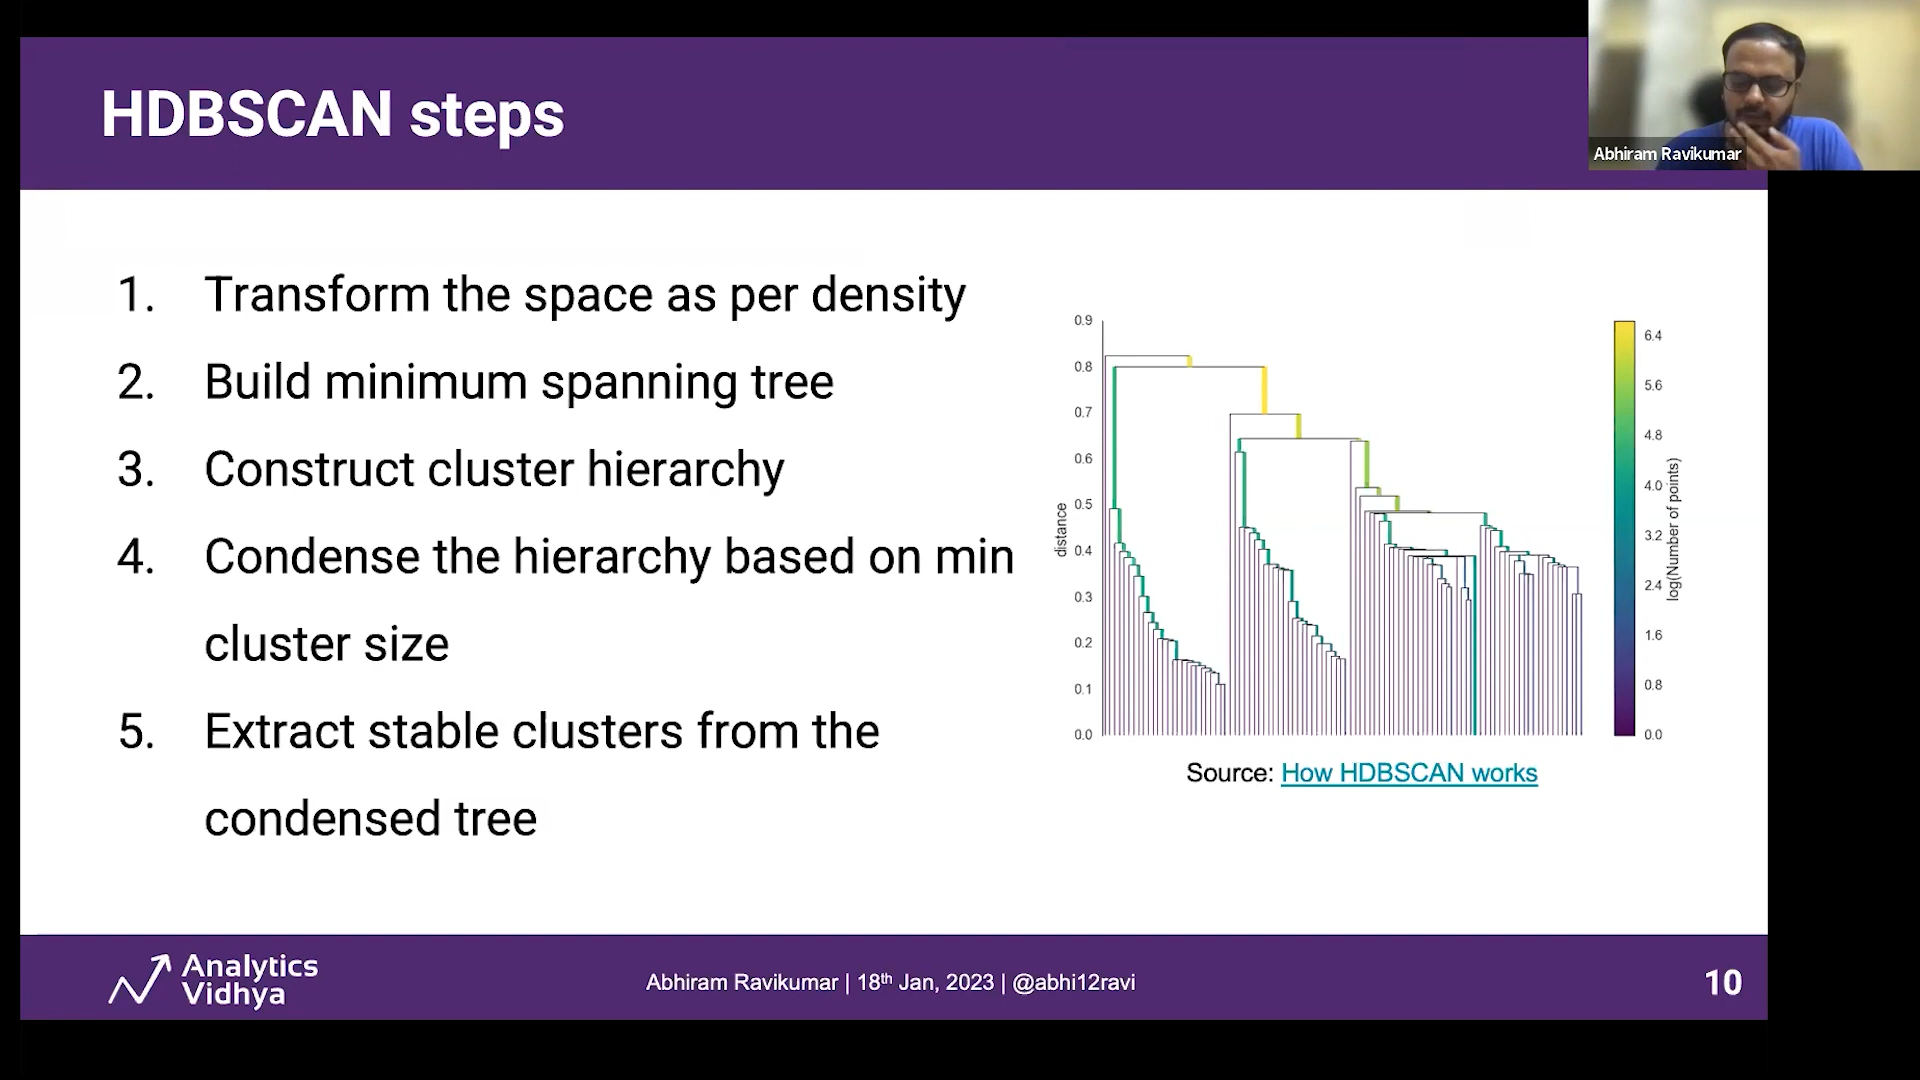 HDBSCAN steps
Abhiram Ravikumar
1. Transform the space as per density
2. Build minimum spanning tree
3. Construct cluster hierarchy
4. Condense the hierarchy based on min
cluster size
5. Extract stable clusters from the
condensed tree
0.9
0.8
0.7
0.6
0.5
0.4
0.3
0.2
0.1
0.0
distance
6.4
5.6
4.8
4.0
3.2
2.4
1.6
0.8
0.0
log(Number of points)
Source: How HDBSCAN works
Analytics
Vidhya
Abhiram Ravikumar | 18th Jan, 2023 | @abhi12ravi
10